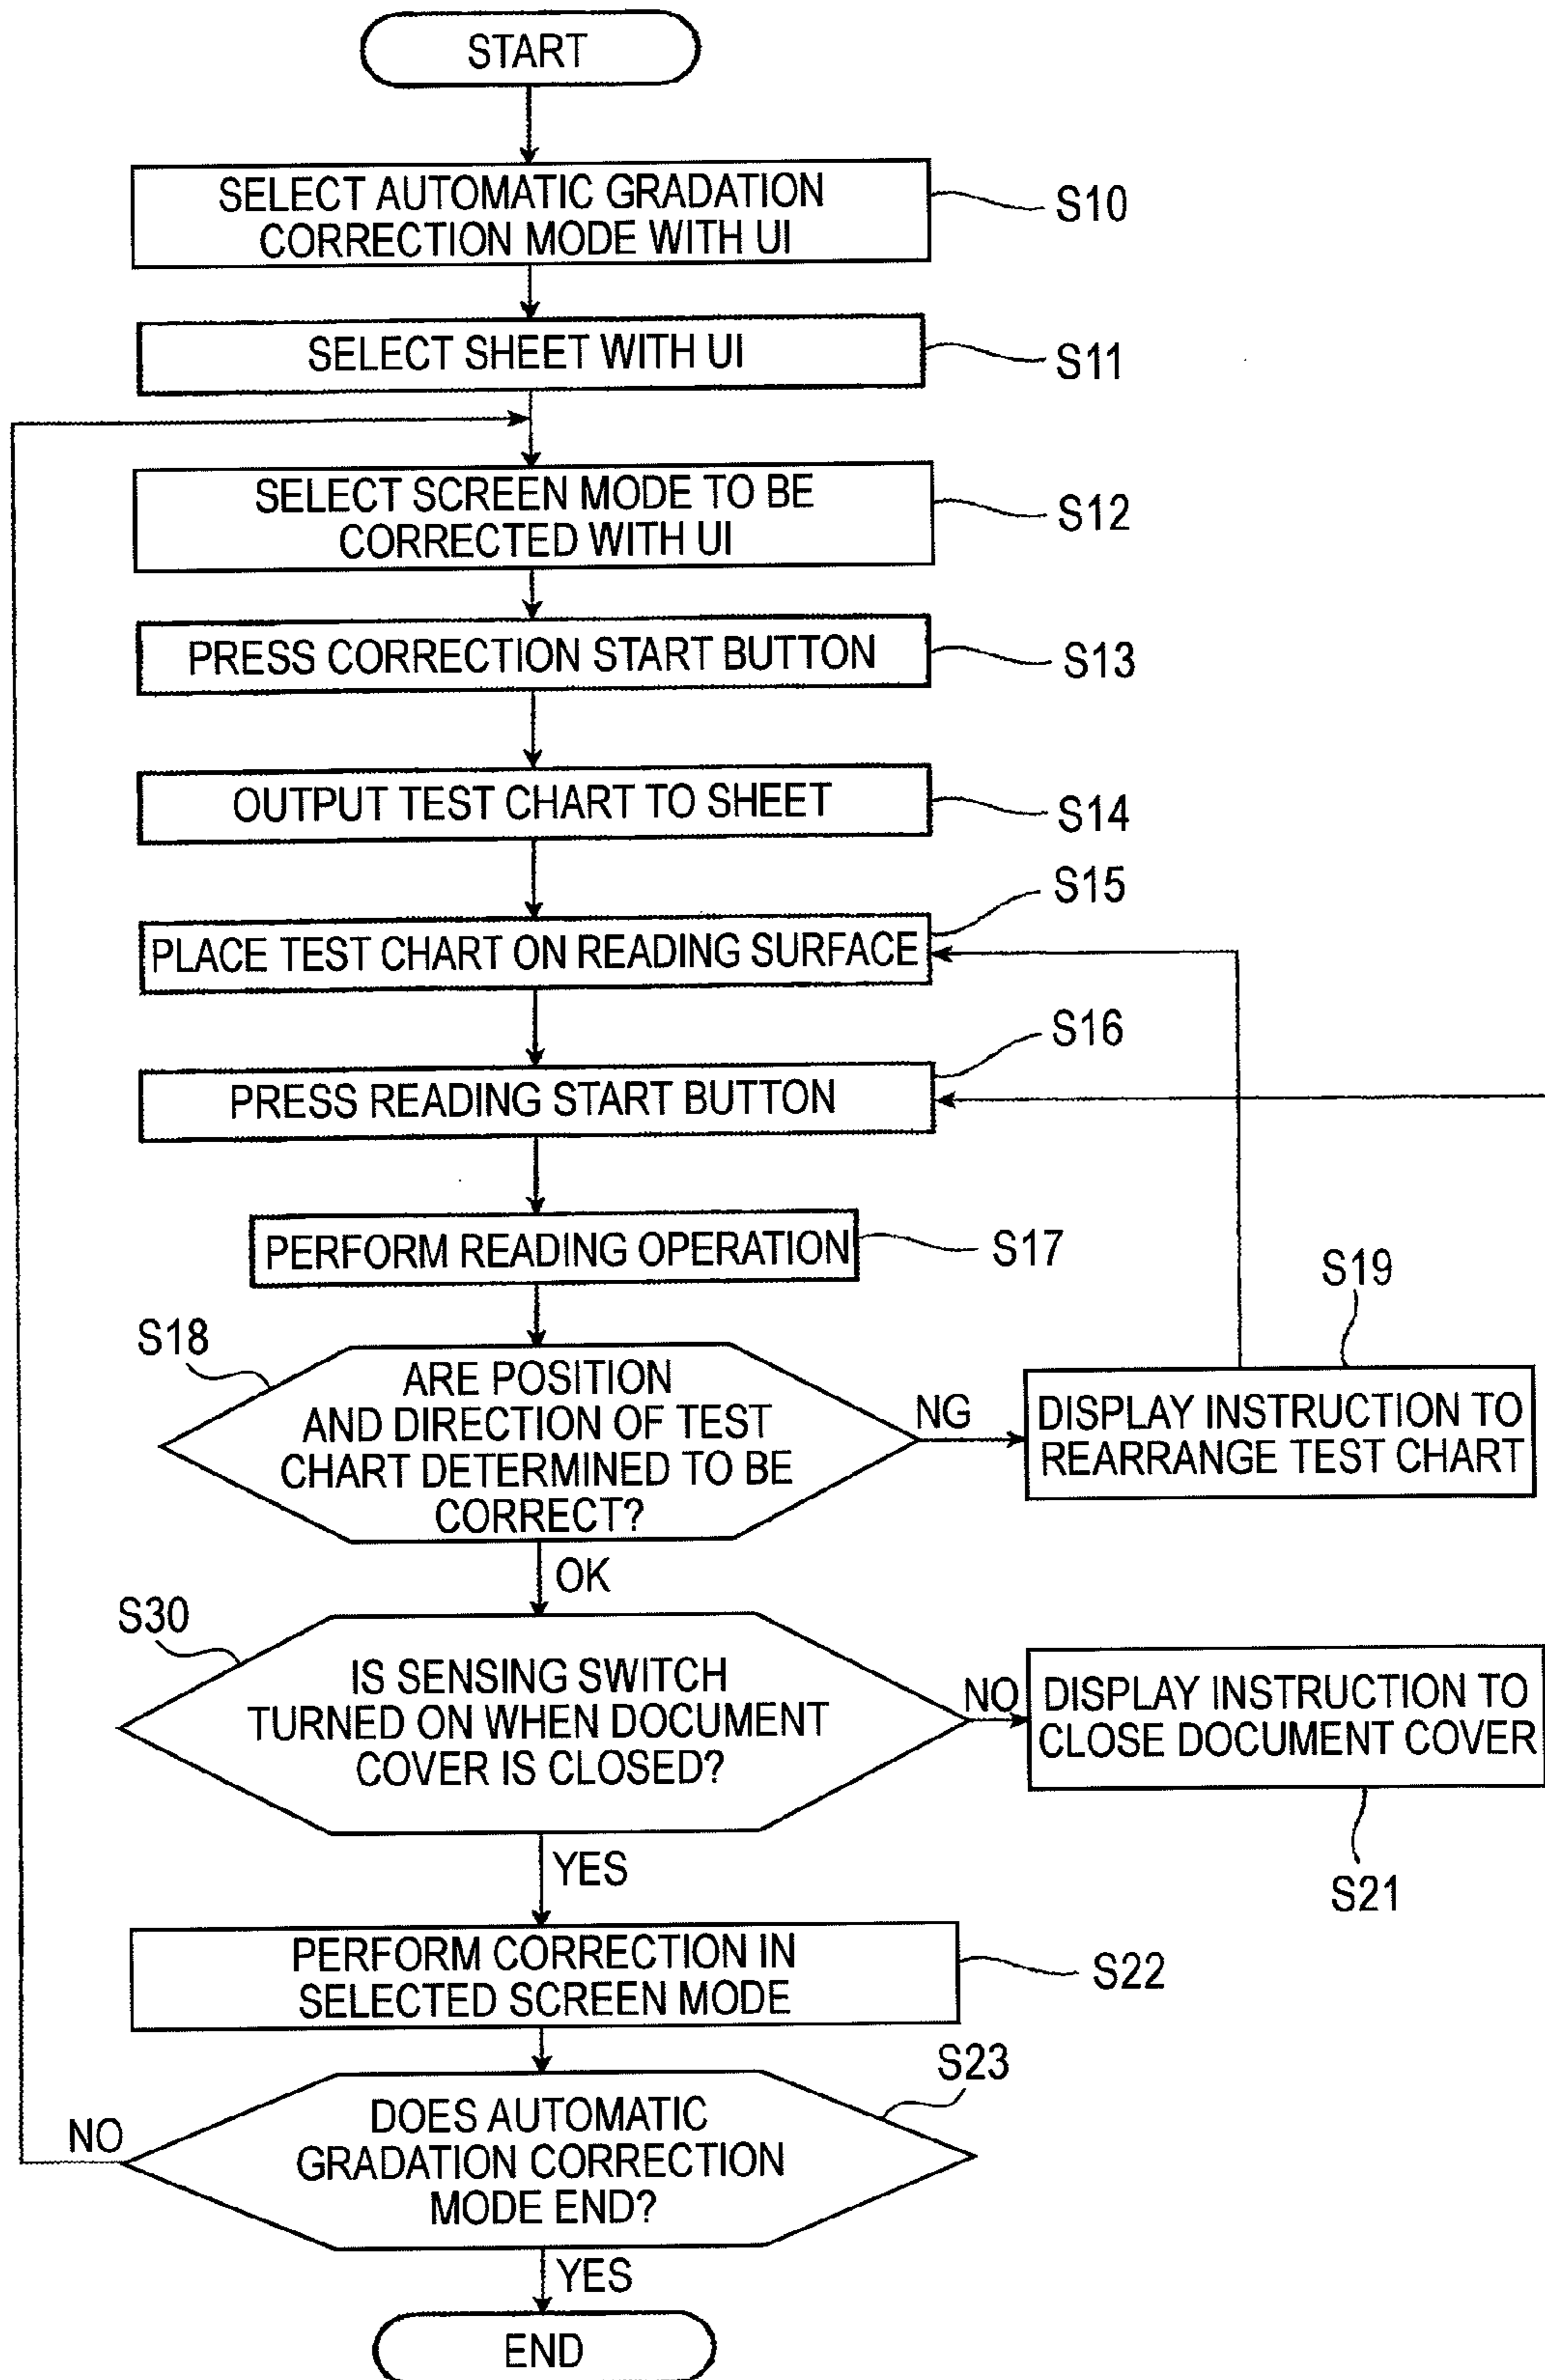 START
SELECT AUTOMATIC GRADATION
CORRECTION MODE WITH UI
S10
SELECT SHEET WITH UI
S11
SELECT SCREEN MODE TO BE
CORRECTED WITH UI
S12
PRESS CORRECTION START BUTTON
S13
OUTPUT TEST CHART TO SHEET
S14
S15
PLACE TEST CHART ON READING SURFACE
S16
PRESS READING START BUTTON
PERFORM READING OPERATION
S17
S18
ARE POSITION
AND DIRECTION OF TEST
CHART DETERMINED TO BE
CORRECT?
NG
S19
DISPLAY INSTRUCTION TO
REARRANGE TEST CHART
OK
S30
IS SENSING SWITCH
TURNED ON WHEN DOCUMENT
COVER IS CLOSED?
NO
DISPLAY INSTRUCTION TO
CLOSE DOCUMENT COVER
S21
YES
PERFORM CORRECTION IN
SELECTED SCREEN MODE
S22
S23
DOES AUTOMATIC
GRADATION CORRECTION
MODE END?
NO
YES
END